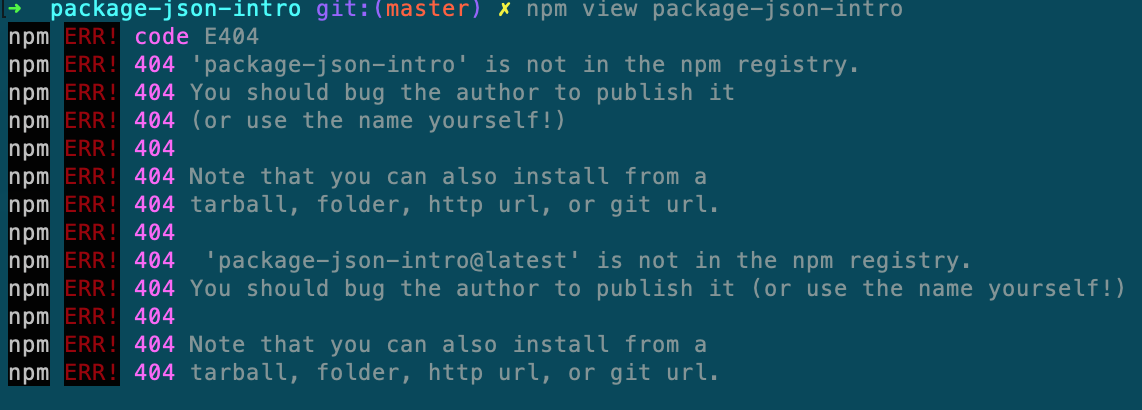 ➜ package-json-intro git:(master) ✗ npm view package-json-intro
npm ERR! code E404
npm ERR! 404 'package-json-intro' is not in the npm registry.
npm ERR! 404 You should bug the author to publish it
npm ERR! 404 (or use the name yourself!)
npm ERR! 404
npm ERR! 404 Note that you can also install from a
npm ERR! 404 tarball, folder, http url, or git url.
npm ERR! 404
npm ERR! 404  'package-json-intro@latest' is not in the npm registry.
npm ERR! 404 You should bug the author to publish it (or use the name yourself!)
npm ERR! 404
npm ERR! 404 Note that you can also install from a
npm ERR! 404 tarball, folder, http url, or git url.